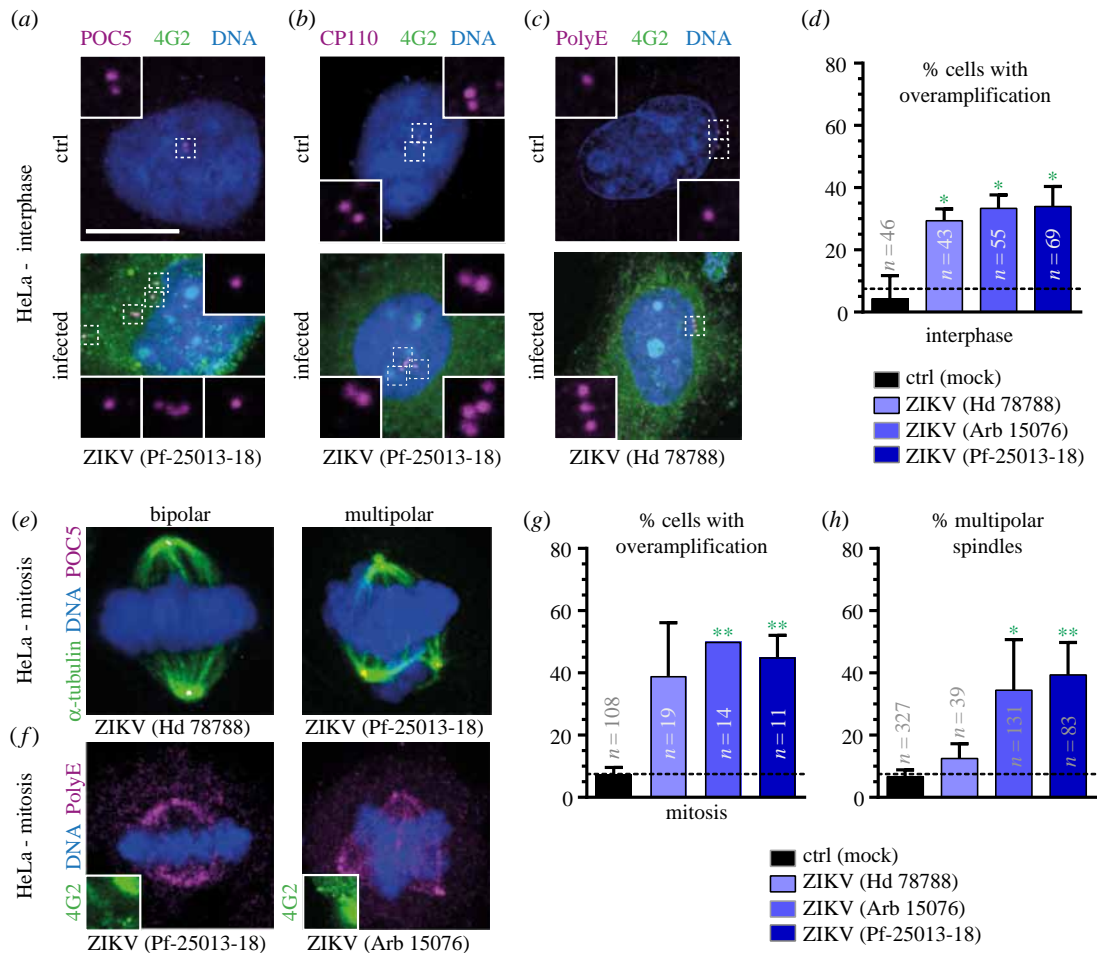 (a)
POC5 4G2 DNA
HeLa - interphase
ctrl
infected
ZIKV (Pf-25013-18)
(b)
CP110 4G2 DNA
ctrl
infected
ZIKV (Pf-25013-18)
(c)
PolyE 4G2 DNA
ctrl
infected
ZIKV (Hd 78788)
(d)
% cells with
overamplification
80
60
40
20
0
n = 46
n = 43
n = 55
n = 69
*
*
*
interphase
ctrl (mock)
ZIKV (Hd 78788)
ZIKV (Arb 15076)
ZIKV (Pf-25013-18)
(e)
bipolar
multipolar
HeLa - mitosis
α-tubulin DNA POC5
ZIKV (Hd 78788)
ZIKV (Pf-25013-18)
(f)
HeLa - mitosis
4G2 DNA PolyE
4G2
ZIKV (Pf-25013-18)
ZIKV (Arb 15076)
(g)
% cells with
overamplification
80
60
40
20
0
n = 108
n = 19
n = 14
n = 11
**
**
mitosis
(h)
% multipolar
spindles
80
60
40
20
0
n = 327
n = 39
n = 131
n = 83
*
**
ctrl (mock)
ZIKV (Hd 78788)
ZIKV (Arb 15076)
ZIKV (Pf-25013-18)